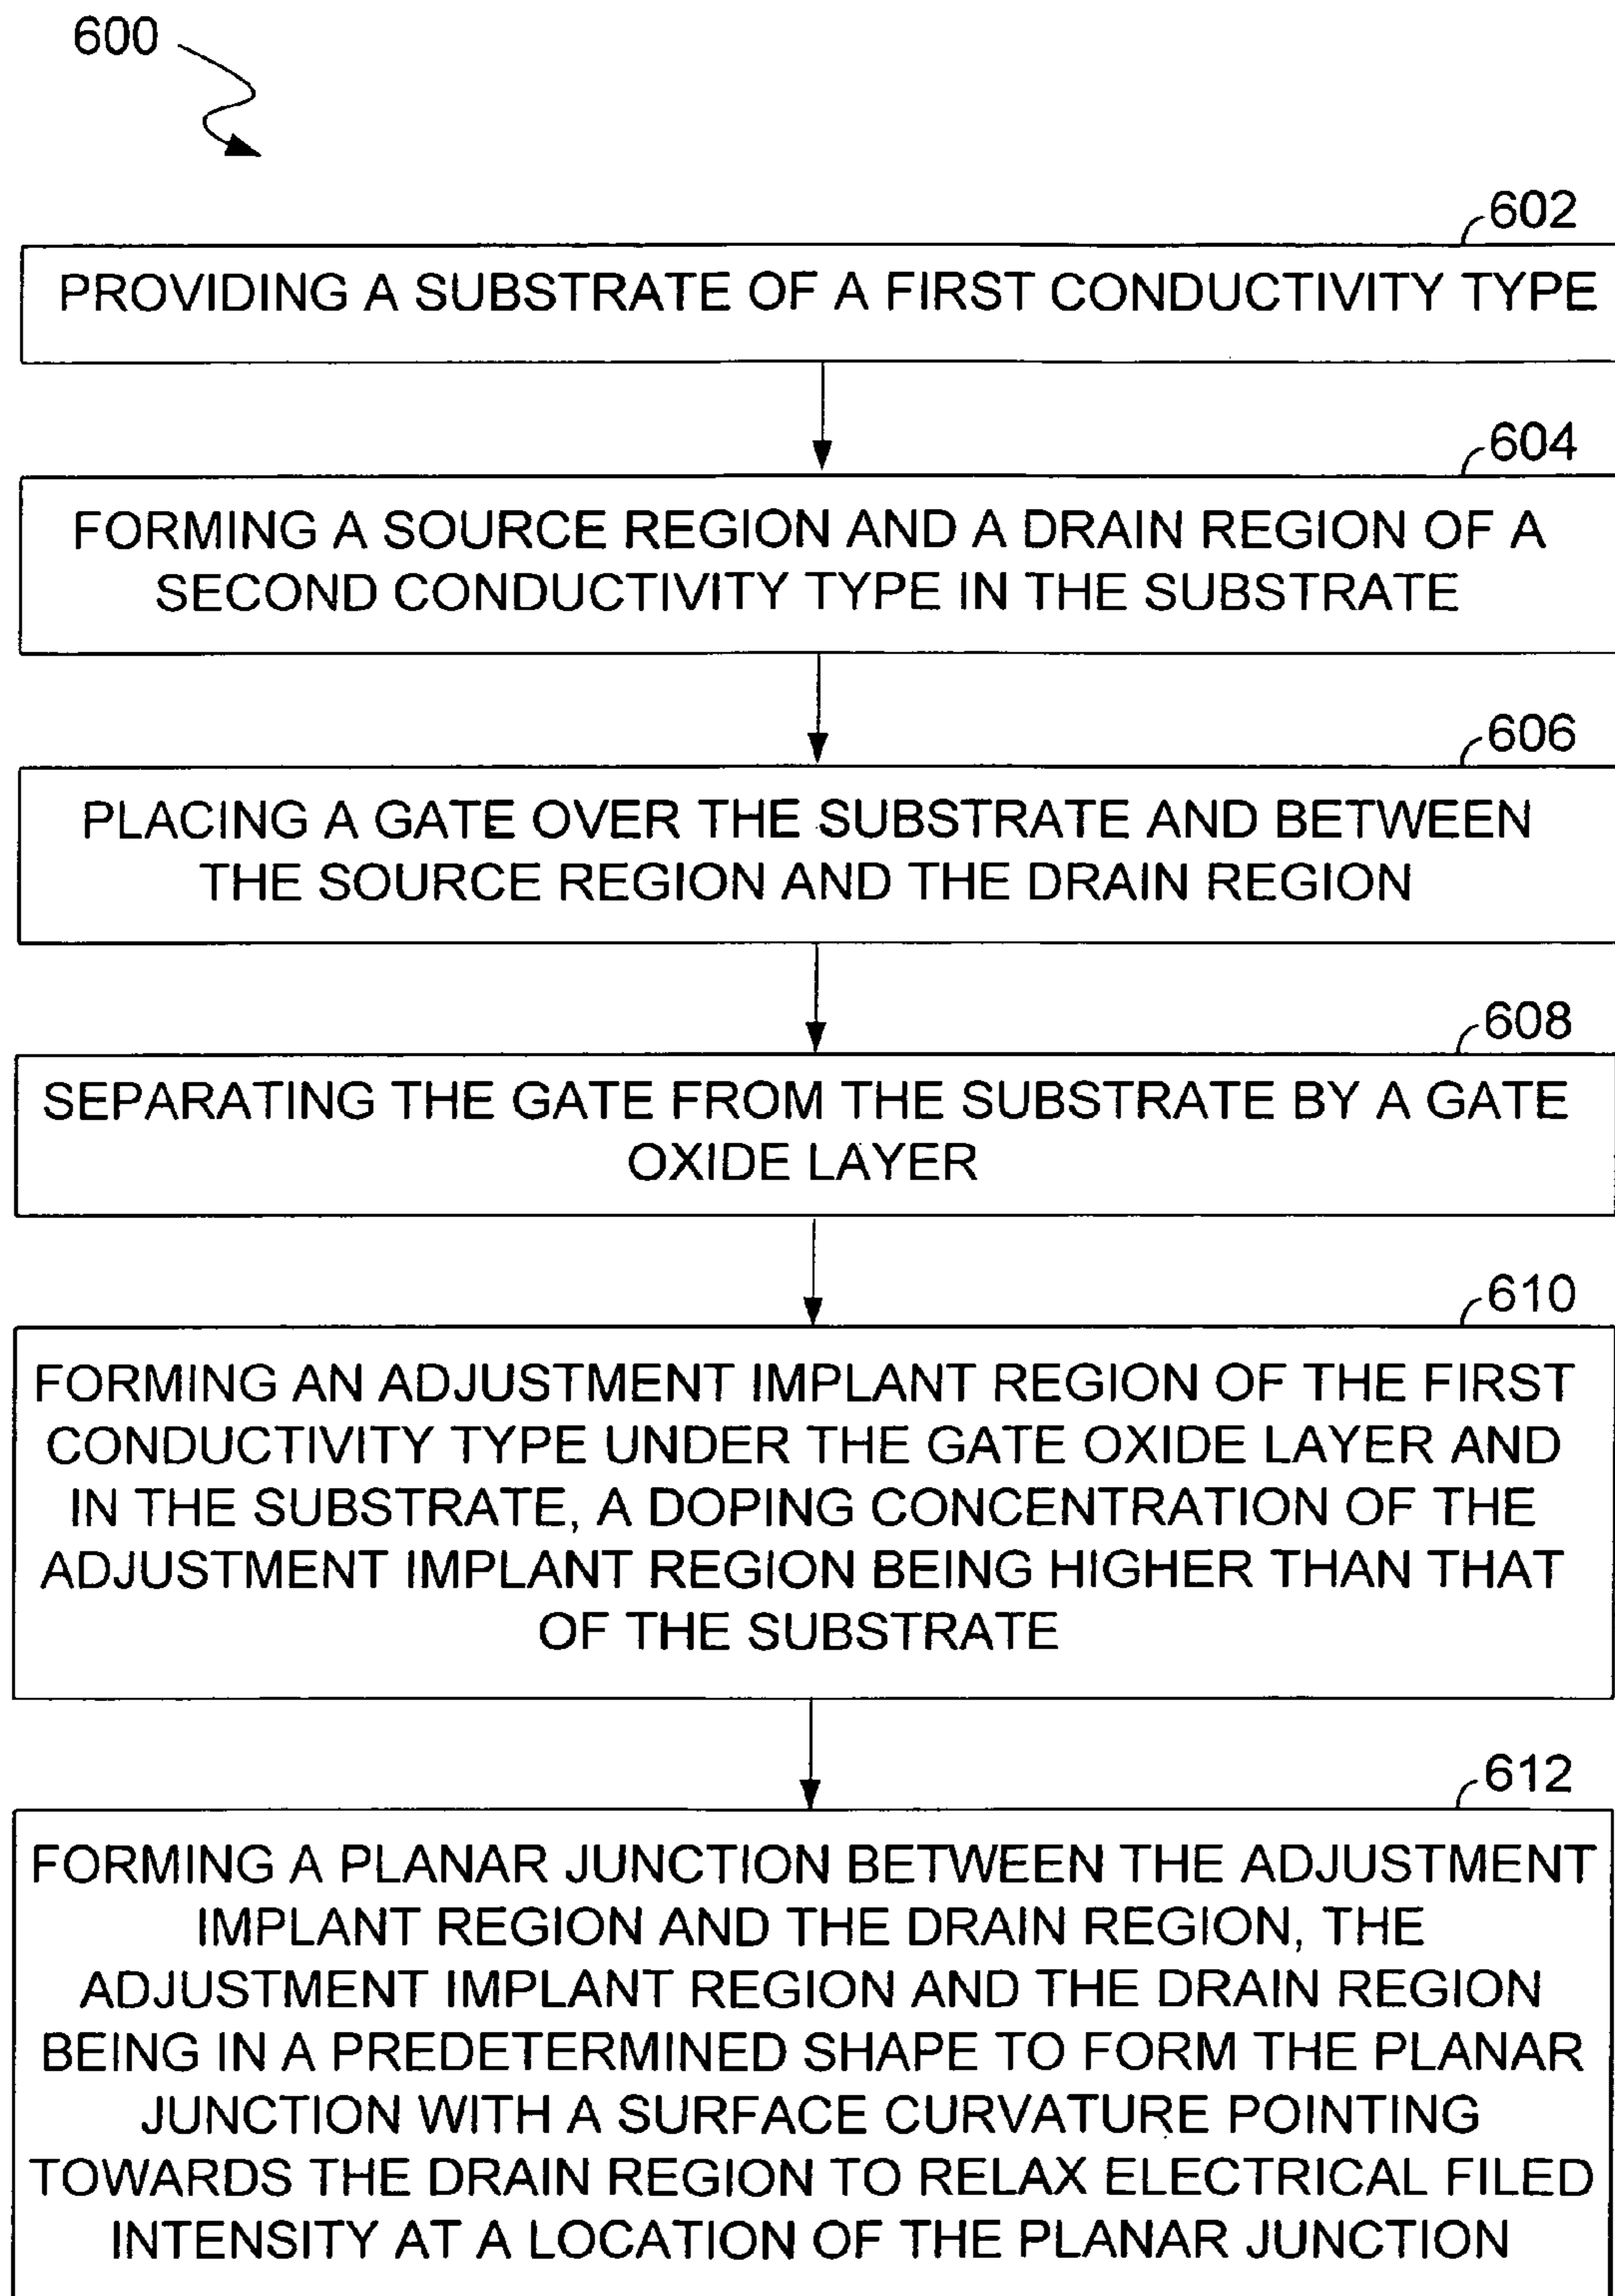 600
602
PROVIDING A SUBSTRATE OF A FIRST CONDUCTIVITY TYPE
604
FORMING A SOURCE REGION AND A DRAIN REGION OF A
SECOND CONDUCTIVITY TYPE IN THE SUBSTRATE
606
PLACING A GATE OVER THE SUBSTRATE AND BETWEEN
THE SOURCE REGION AND THE DRAIN REGION
608
SEPARATING THE GATE FROM THE SUBSTRATE BY A GATE
OXIDE LAYER
610
FORMING AN ADJUSTMENT IMPLANT REGION OF THE FIRST
CONDUCTIVITY TYPE UNDER THE GATE OXIDE LAYER AND
IN THE SUBSTRATE, A DOPING CONCENTRATION OF THE
ADJUSTMENT IMPLANT REGION BEING HIGHER THAN THAT
OF THE SUBSTRATE
612
FORMING A PLANAR JUNCTION BETWEEN THE ADJUSTMENT
IMPLANT REGION AND THE DRAIN REGION, THE
ADJUSTMENT IMPLANT REGION AND THE DRAIN REGION
BEING IN A PREDETERMINED SHAPE TO FORM THE PLANAR
JUNCTION WITH A SURFACE CURVATURE POINTING
TOWARDS THE DRAIN REGION TO RELAX ELECTRICAL FILED
INTENSITY AT A LOCATION OF THE PLANAR JUNCTION